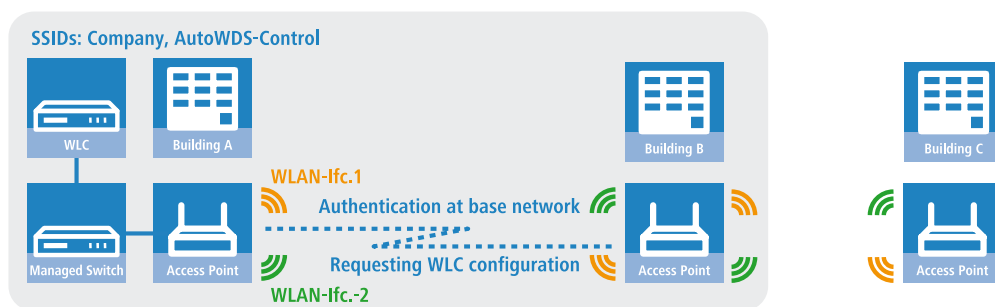 SSIDs: Company, AutoWDS-Control
WLC
Building A
Building B
Building C
WLAN-Ifc.1
Authentication at base network
Managed Switch
Access Point
Requesting WLC configuration
Access Point
Access Point
WLAN-Ifc.-2